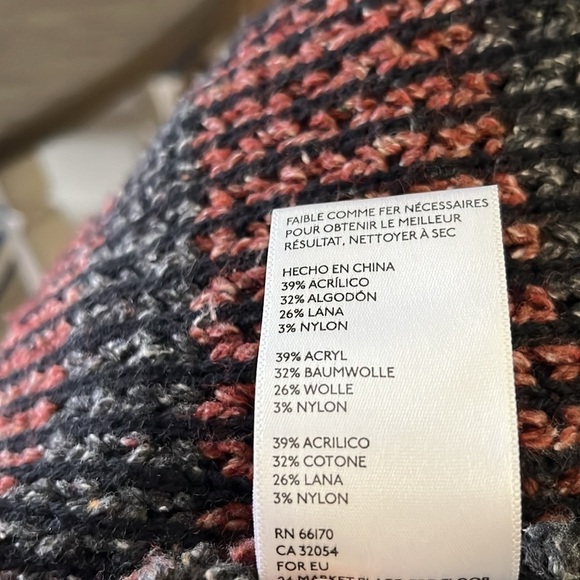 FAIBLE COMME FER NÉCESSAIRES
POUR OBTENIR LE MEILLEUR
RÉSULTAT, NETTOYER À SEC
HECHO EN CHINA
39% ACRÍLICO
32% ALGODÓN
26% LANA
3% NYLON
39% ACRYL
32% BAUMWOLLE
26% WOLLE
3% NYLON
39% ACRILICO
32% COTONE
26% LANA
3% NYLON
RN 66170
CA 32054
FOR EU